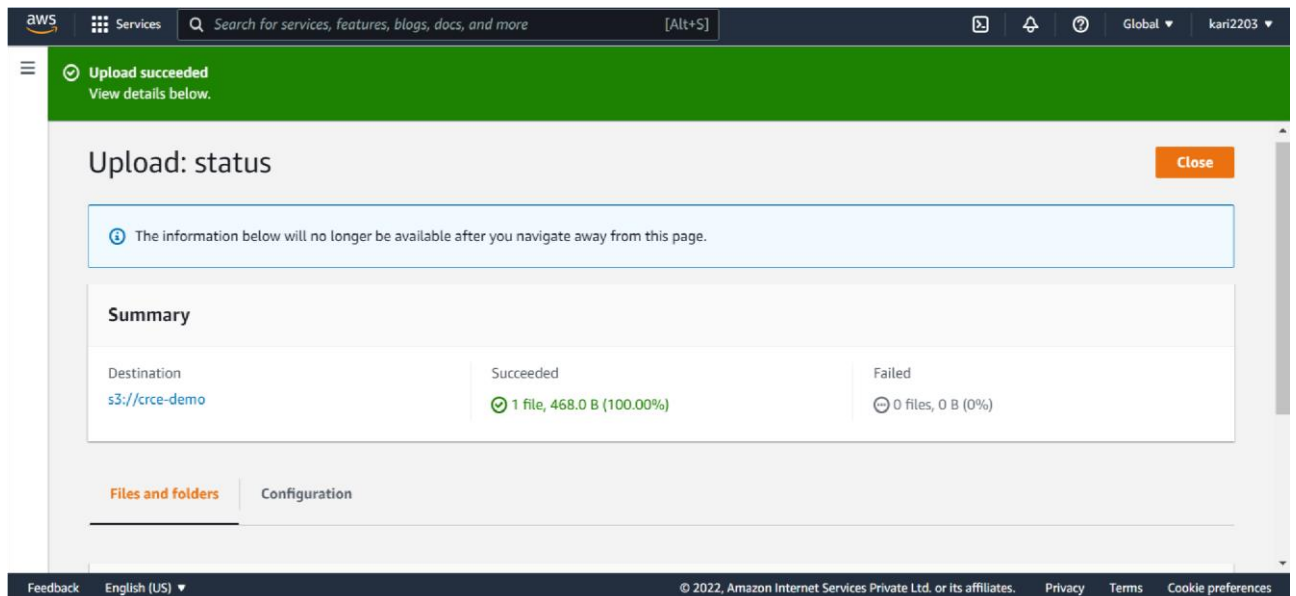 aws Services Search for services, features, blogs, docs, and more [Alt+S] Global kari2203
Upload succeeded
View details below.
Upload: status
Close
The information below will no longer be available after you navigate away from this page.
Summary
Destination
s3://crce-demo
Succeeded
1 file, 468.0 B (100.00%)
Failed
0 files, 0 B (0%)
Files and folders Configuration
Feedback English (US) © 2022, Amazon Internet Services Private Ltd. or its affiliates. Privacy Terms Cookie preferences